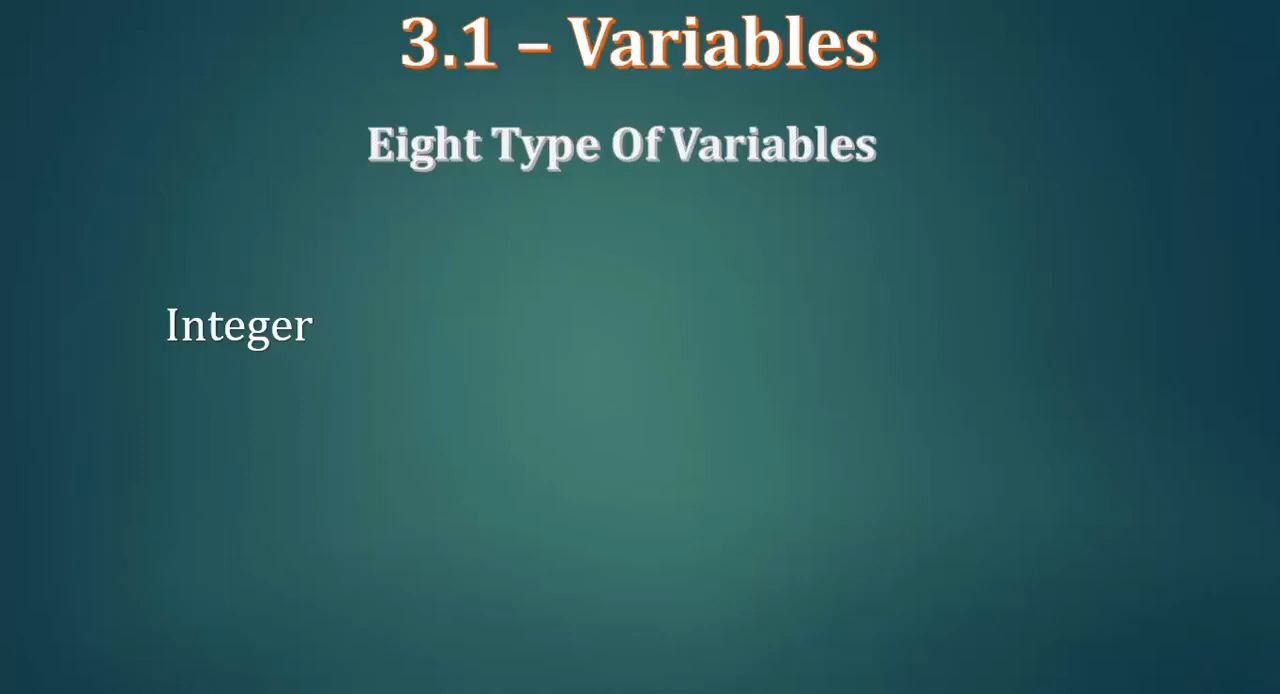 3.1 – Variables
Eight Type Of Variables
Integer